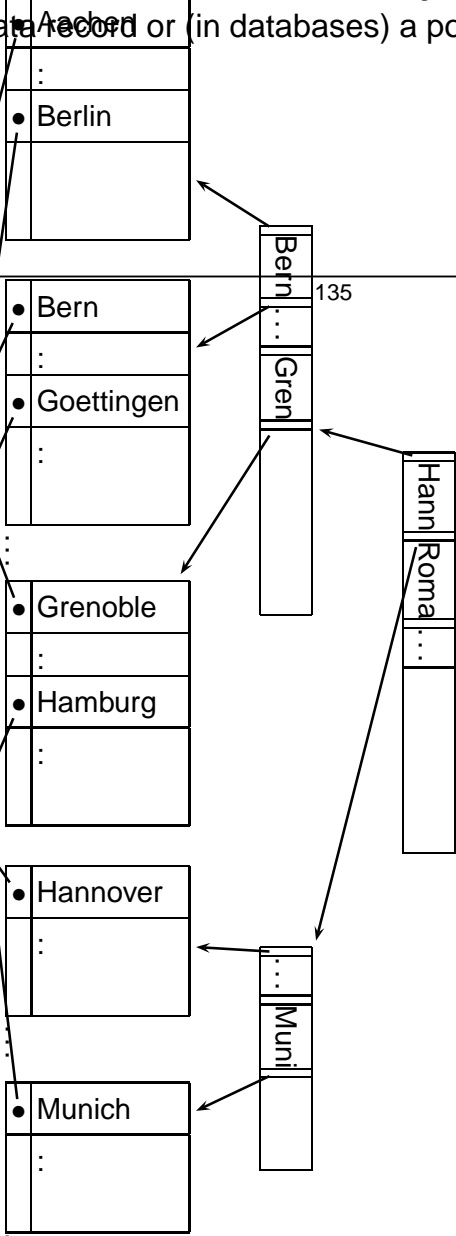 ata record or (in databases) a po
Aachen
:
Berlin
Bern
:
Goettingen
:
...
Grenoble
:
Hamburg
:
Hannover
:
...
Munich
:
Bern
...
Gren
135
...
Muni
Hann
Roma
...